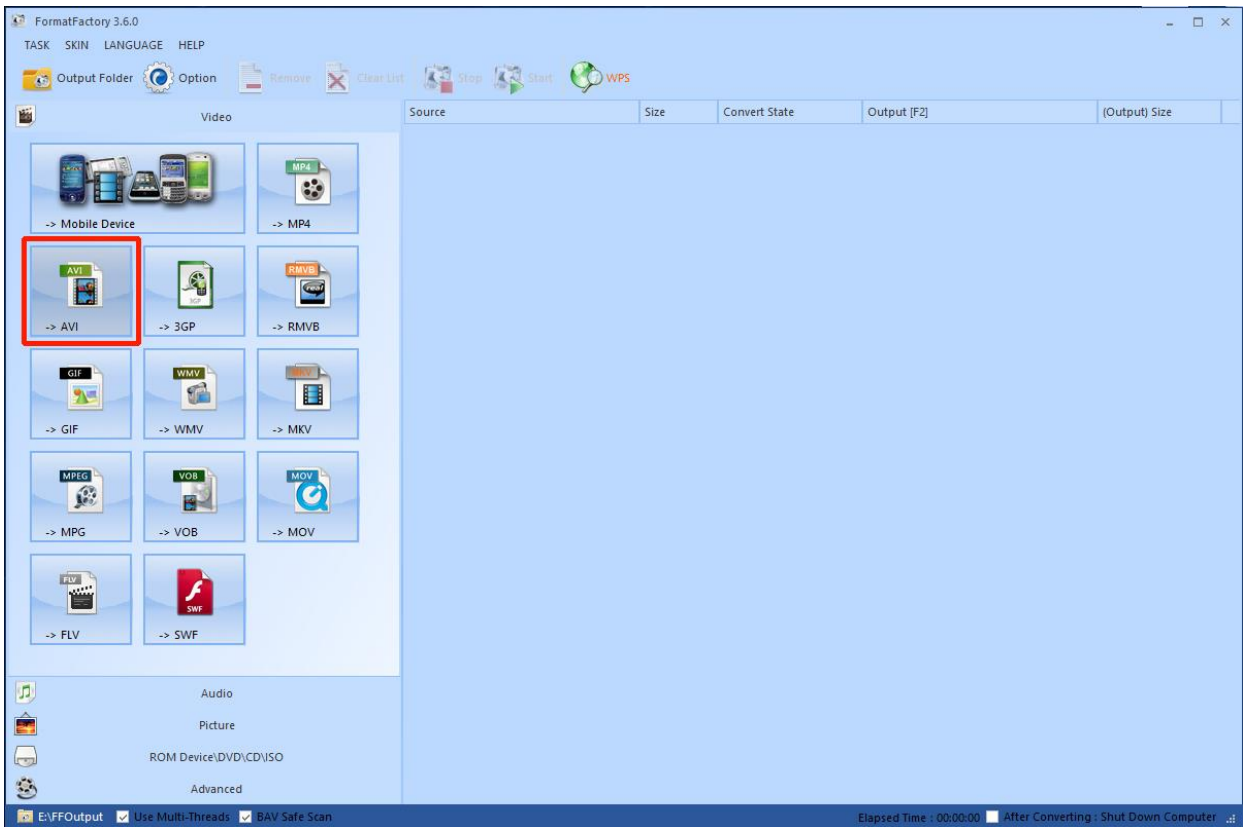 FormatFactory 3.6.0
TASK SKIN LANGUAGE HELP
Output Folder Option Remove Clear List Stop Start WPS
Video
Source Size Convert State Output [F2] (Output) Size
MP4
-> Mobile Device -> MP4
AVI 3GP RMVB real
-> AVI -> 3GP -> RMVB
GIF WMV MKV
-> GIF -> WMV -> MKV
MPEG VOB MOV
-> MPG -> VOB -> MOV
FLV SWF
-> FLV -> SWF
Audio
Picture
ROM Device\DVD\CD\ISO
Advanced
E:\FFOutput Use Multi-Threads BAV Safe Scan Elapsed Time : 00:00:00 After Converting : Shut Down Computer